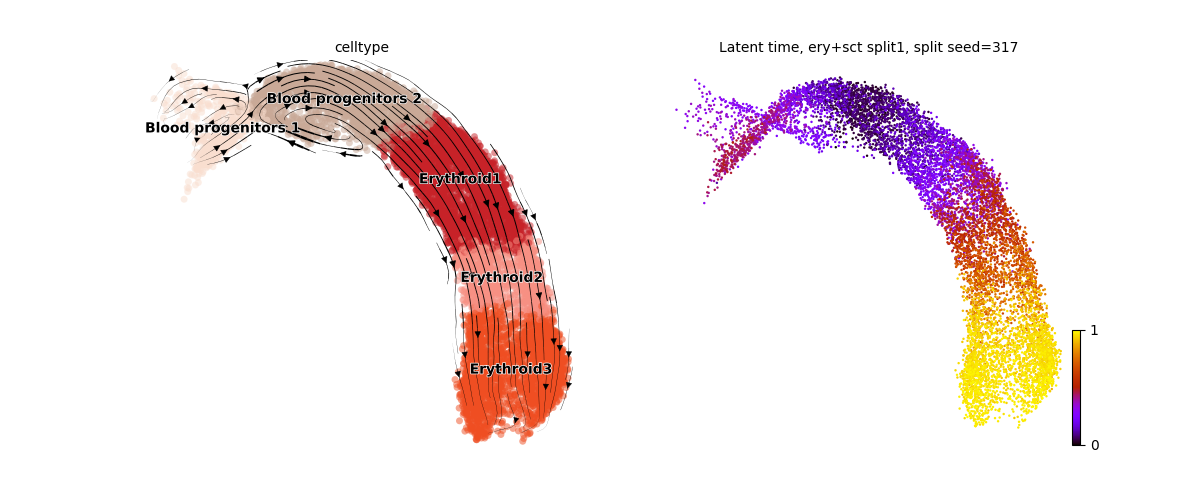 celltype
Blood progenitors 2
Blood progenitors 1
Erythroid1
Erythroid2
Erythroid3
Latent time, ery+sct split1, split seed=317
1
0